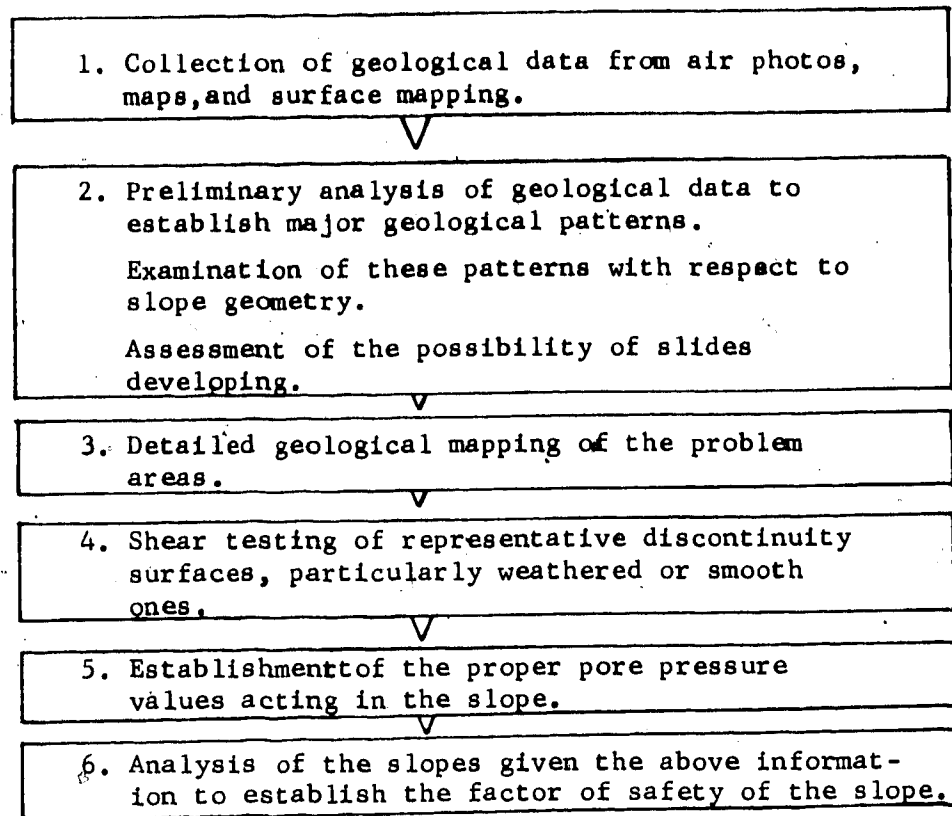 1. Collection of geological data from air photos,
maps,and surface mapping.
2. Preliminary analysis of geological data to
establish major geological patterns.
Examination of these patterns with respect to
slope geometry.
Assessment of the possibility of slides
developing.
3. Detailed geological mapping of the problem
areas.
4. Shear testing of representative discontinuity
surfaces, particularly weathered or smooth
ones.
5. Establishmentof the proper pore pressure
values acting in the slope.
6. Analysis of the slopes given the above informat-
ion to establish the factor of safety of the slope.